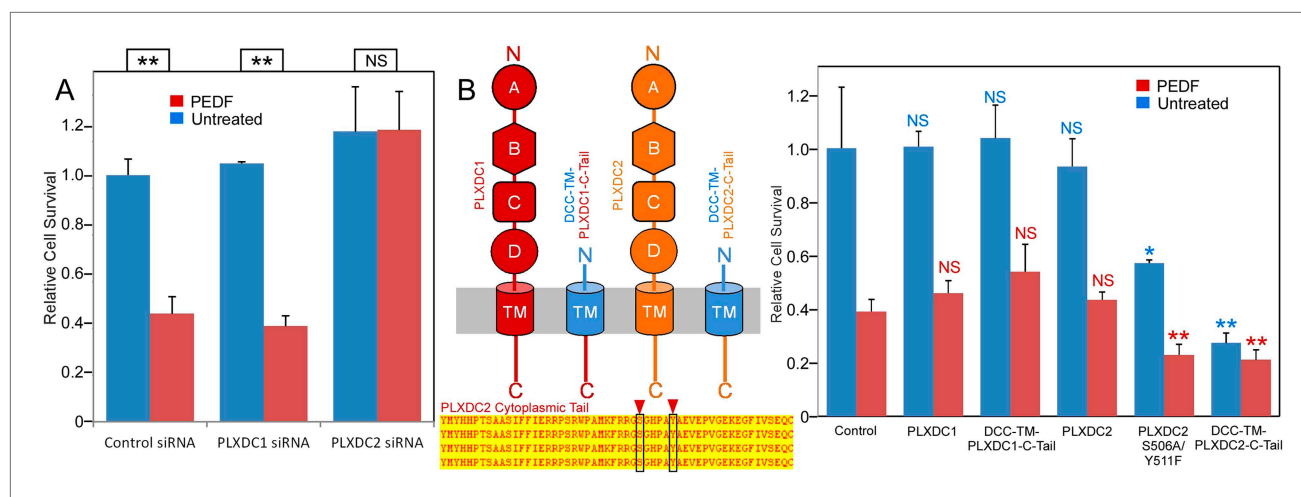 A
**
**
NS
PEDF
Untreated
Relative Cell Survival
1.2
1.0
0.8
0.6
0.4
1.2
0
Control siRNA
PLXDC1 siRNA
PLXDC2 siRNA
B
N
A
B
C
D
TM
C
PLXDC1
DCC-TM-
PLXDC1-C-Tail
N
TM
C
PLXDC2
N
A
B
C
D
TM
C
DCC-TM-
PLXDC2-C-Tail
N
TM
C
PLXDC2 Cytoplasmic Tail
YMYHHPTSAASIFFIERRPSRWPAMKFRRGSGHPAYAEVEPVGEKEGFIVSEQC
YMYHHPTSAASIFFIERRPSRWPAMKFRRGSGHPAYAEVEPVGEKEGFIVSEQC
YMYHHPTSAASIFFIERRPSRWPAMKFRRGSGHPAYAEVEPVGEKEGFIVSEQC
YMYHHPTSAASIFFIERRPSRWPAMKFRRGSGHPAYAEVEPVGEKEGFIVSEQC
PEDF
Untreated
Relative Cell Survival
1.2
1.0
0.8
0.6
0.4
0.2
0
NS
NS
NS
NS
NS
NS
*
**
**
**
Control
PLXDC1
DCC-TM-
PLXDC1-C-Tail
PLXDC2
PLXDC2
S506A/
Y511F
DCC-TM-
PLXDC2-C-Tail